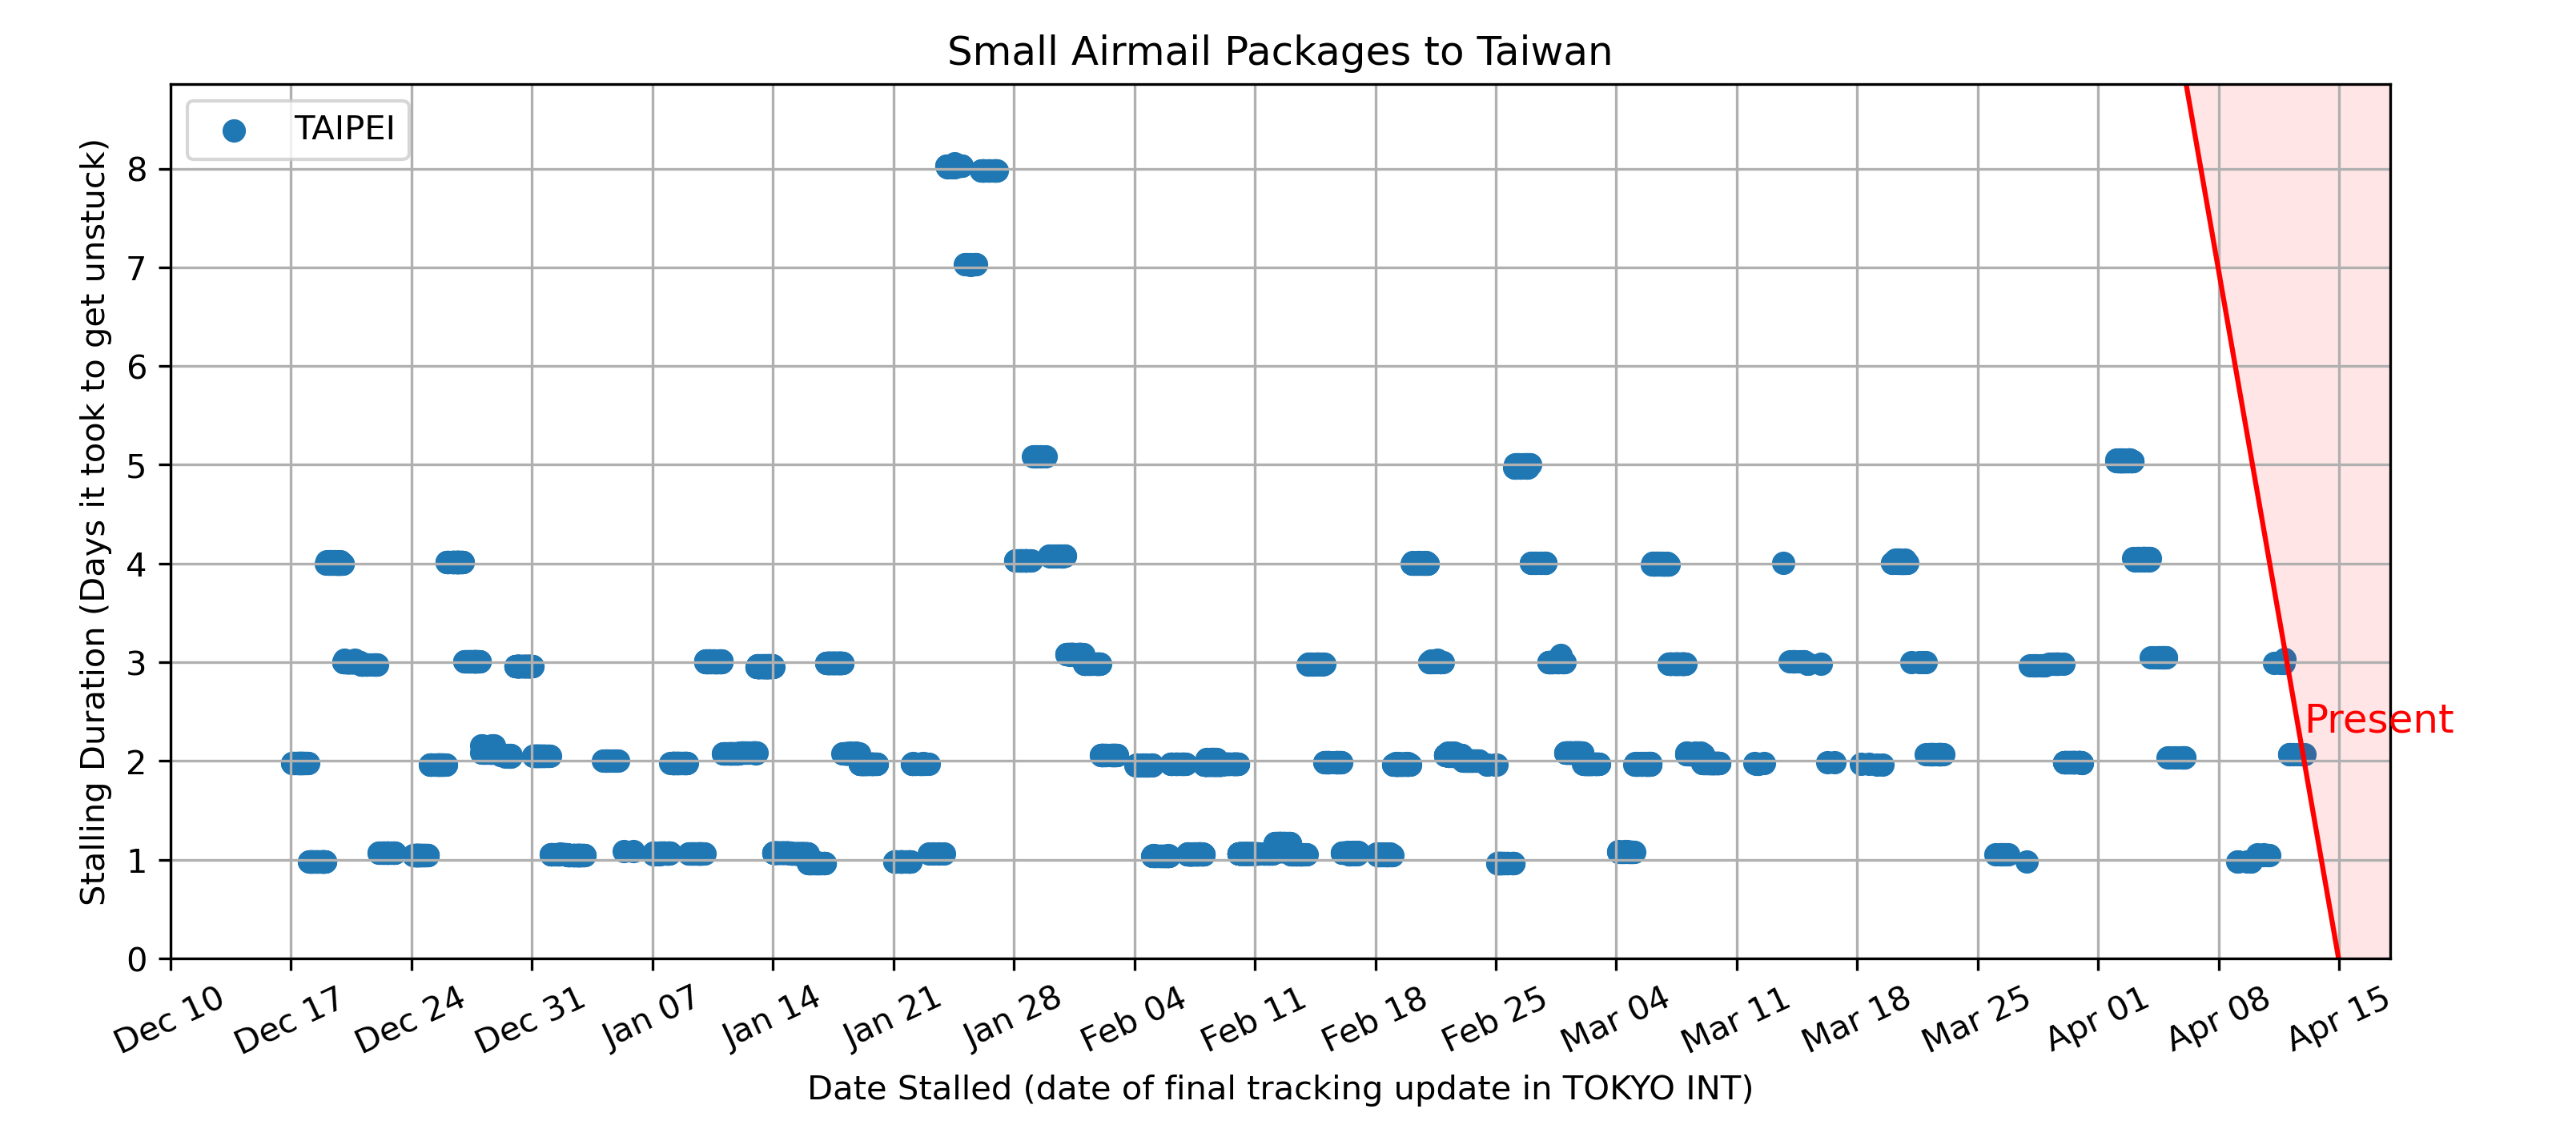 Small Airmail Packages to Taiwan
TAIPEI
Stalling Duration (Days it took to get unstuck)
8
7
6
5
4
3
2
1
0
Present
Dec 10 Dec 17 Dec 24 Dec 31 Jan 07 Jan 14 Jan 21 Jan 28 Feb 04 Feb 11 Feb 18 Feb 25 Mar 04 Mar 11 Mar 18 Mar 25 Apr 01 Apr 08 Apr 15
Date Stalled (date of final tracking update in TOKYO INT)